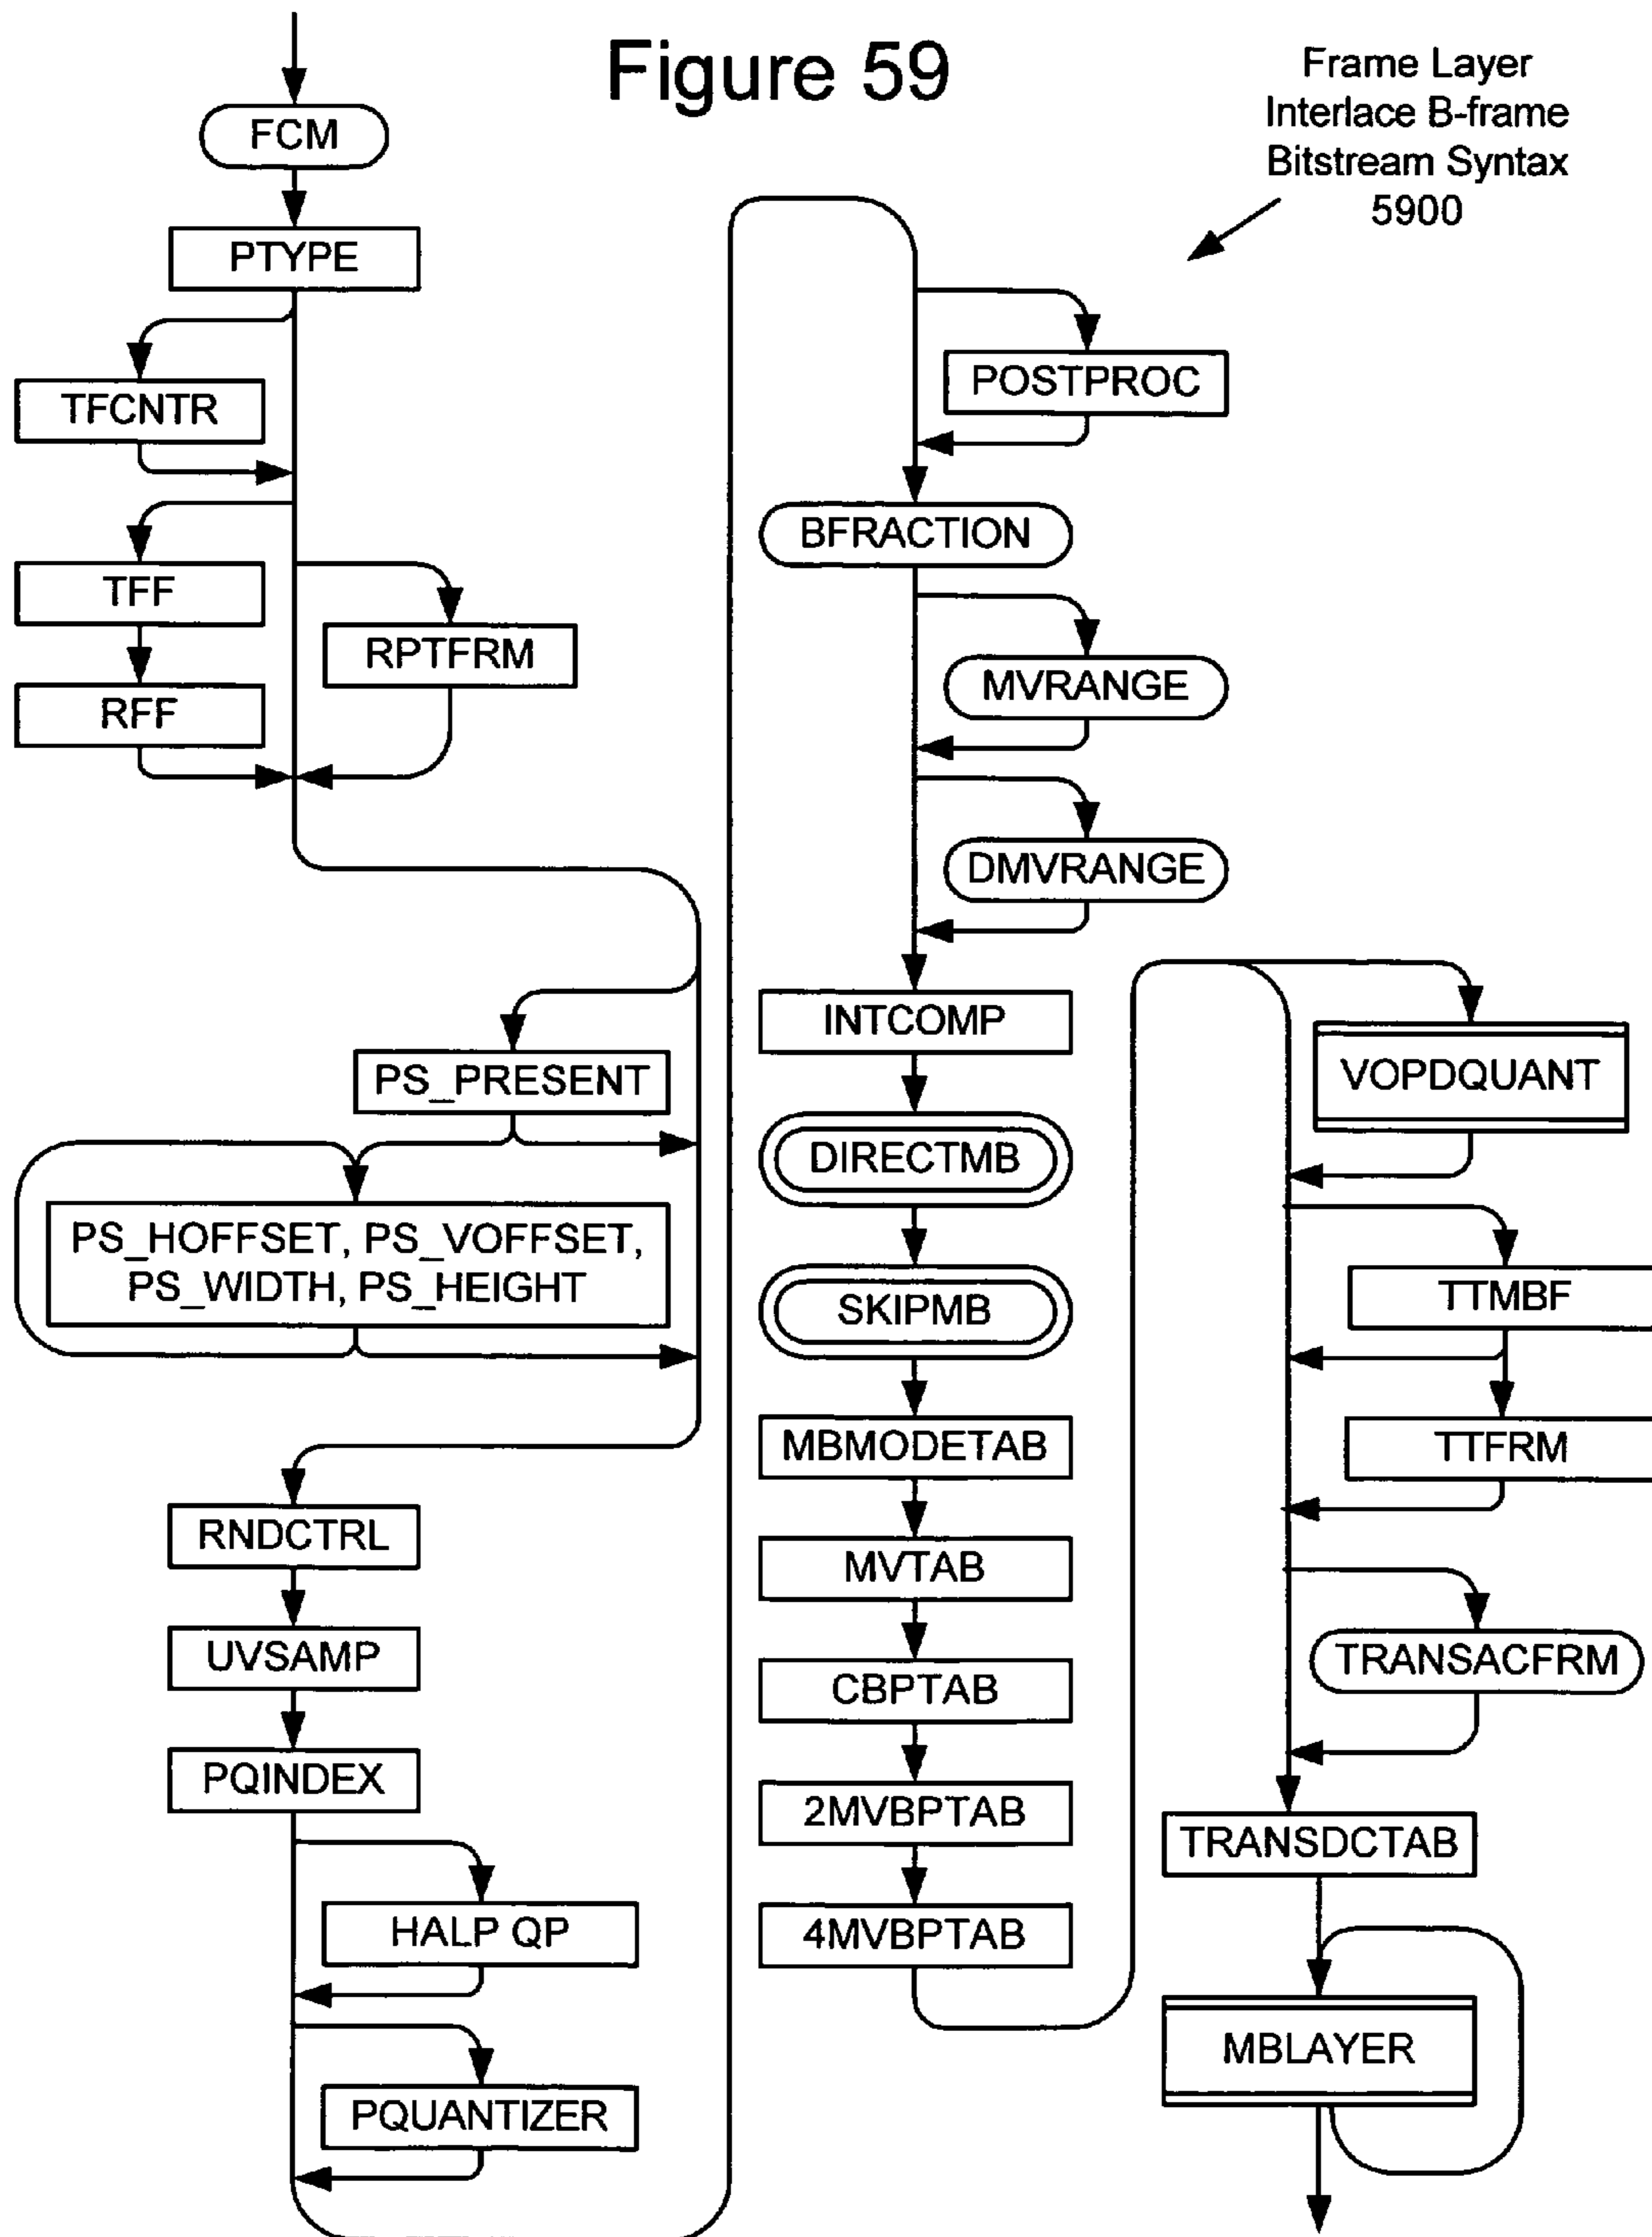 Figure 59
Frame Layer
Interlace B-frame
Bitstream Syntax
5900
FCM
PTYPE
TFCNTR
TFF
RFF
RPTFRM
PS_PRESENT
PS_HOFFSET, PS_VOFFSET,
PS_WIDTH, PS_HEIGHT
RNDCTRL
UVSAMP
PQINDEX
HALP QP
PQUANTIZER
POSTPROC
BFRACTION
MVRANGE
DMVRANGE
INTCOMP
DIRECTMB
SKIPMB
MBMODETAB
MVTAB
CBPTAB
2MVBPTAB
4MVBPTAB
VOPDQUANT
TTMBF
TTFRM
TRANSACFRM
TRANSDCTAB
MBLAYER